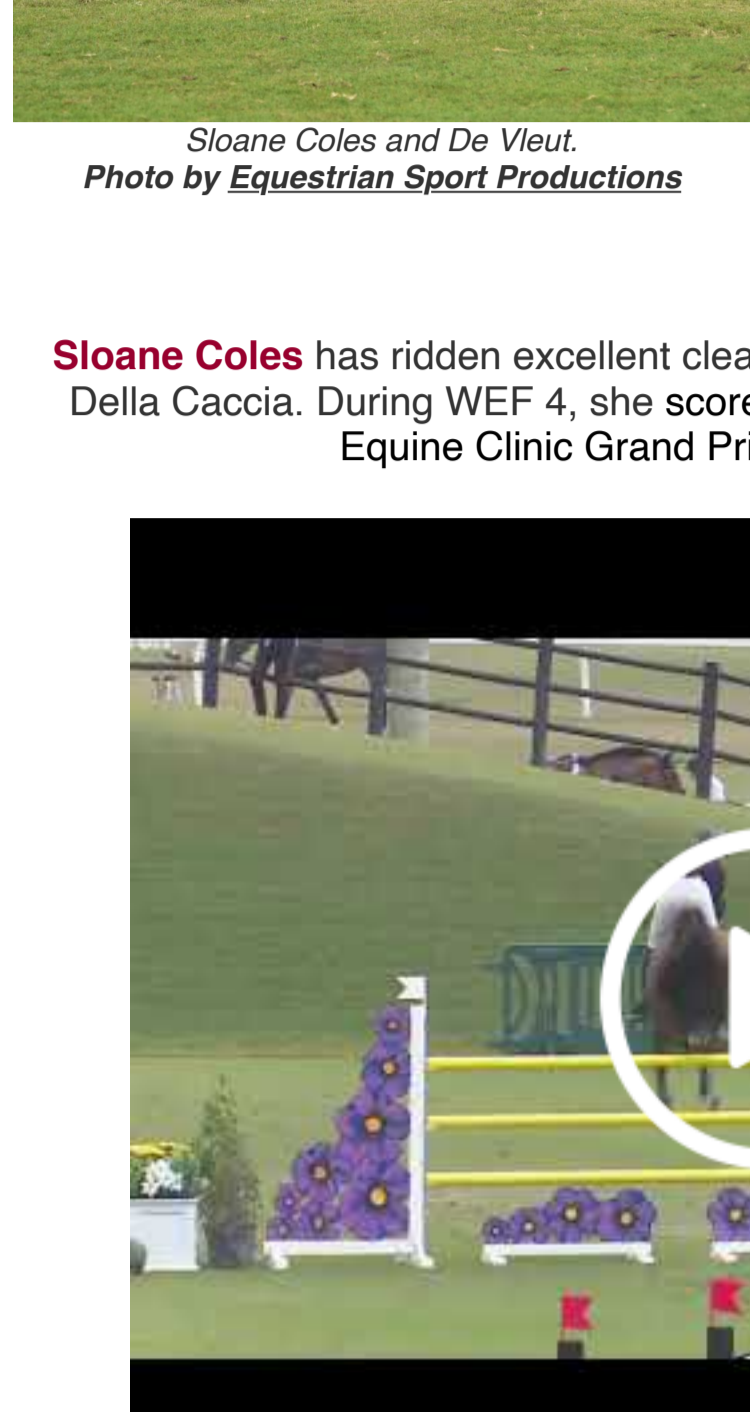 Sloane Coles and De Vleut.
Photo by Equestrian Sport Productions
Sloane Coles has ridden excellent clea
Della Caccia. During WEF 4, she score
Equine Clinic Grand Pri